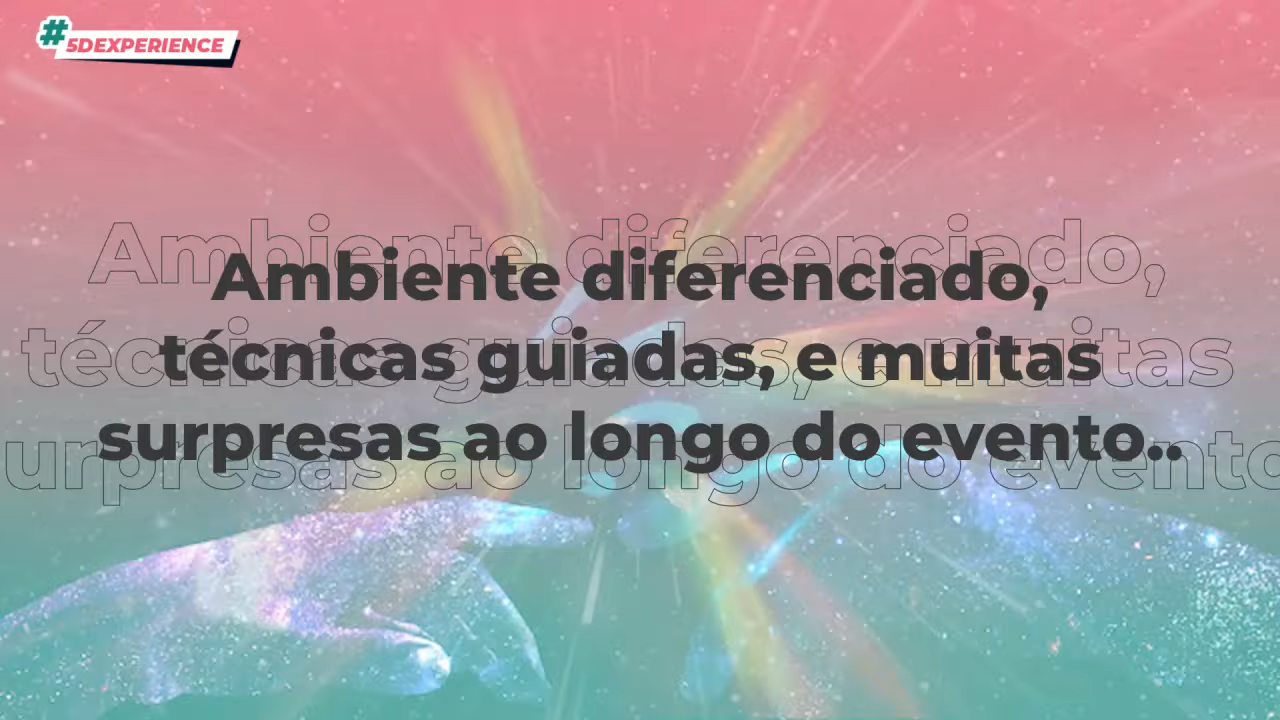 #5DEXPERIENCE
Ambiente diferenciado,
técnicas guiadas, e muitas
surpresas ao longo do evento..